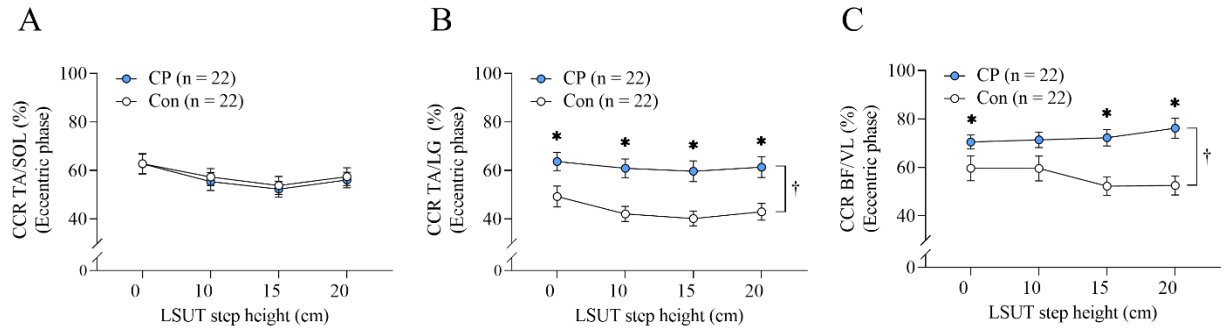 A
CCR TA/SOL (%)
(Eccentric phase)
CP (n = 22)
Con (n = 22)
100
80
60
40
0
0 10 15 20
LSUT step height (cm)
B
CCR TA/LG (%)
(Eccentric phase)
CP (n = 22)
Con (n = 22)
100
80
60
40
0
* * * *
†
0 10 15 20
LSUT step height (cm)
C
CCR BF/VL (%)
(Eccentric phase)
CP (n = 22)
Con (n = 22)
100
80
60
40
0
* * *
†
0 10 15 20
LSUT step height (cm)